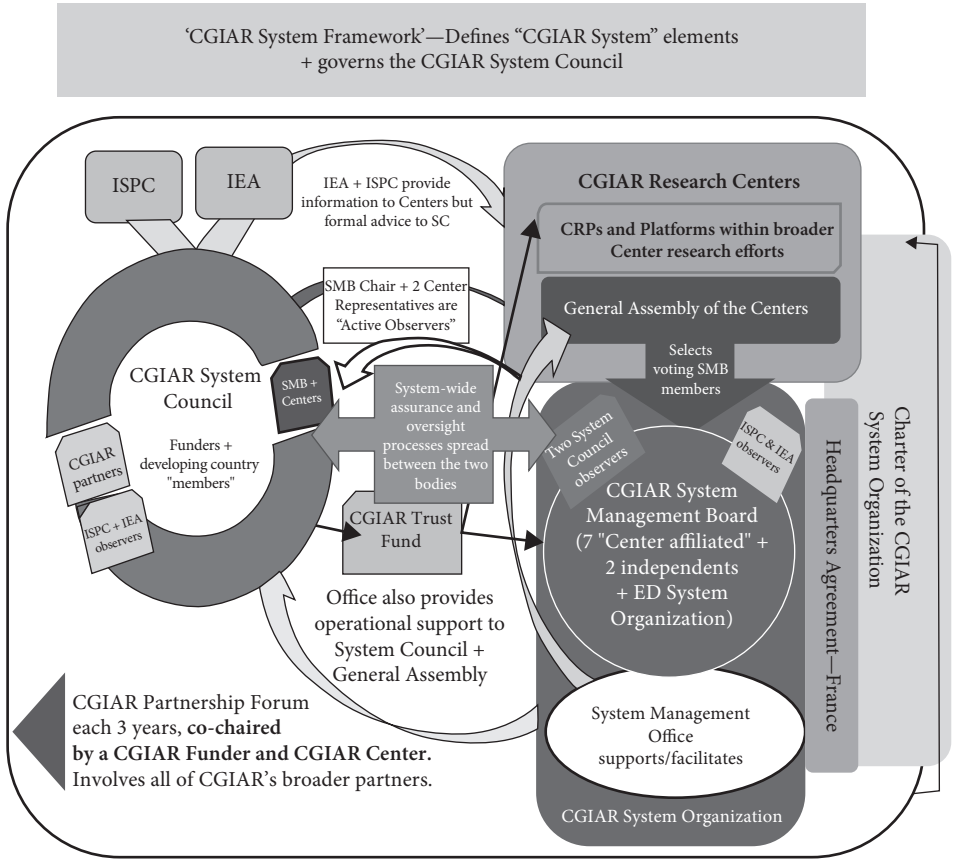 ‘CGIAR System Framework’—Defines “CGIAR System” elements
+ governs the CGIAR System Council
ISPC
IEA
IEA + ISPC provide
information to Centers but
formal advice to SC
CGIAR Research Centers
CRPs and Platforms within broader
Center research efforts
General Assembly of the Centers
Selects
voting SMB
members
SMB Chair + 2 Center
Representatives are
“Active Observers”
CGIAR System
Council
Funders +
developing country
"members"
SMB +
Centers
CGIAR
partners
ISPC + IEA
observers
System-wide
assurance and
oversight
processes spread
between the two
bodies
CGIAR Trust
Fund
Two System
Council
observers
ISPC & IEA
observers
CGIAR System
Management Board
(7 "Center affiliated" +
2 independents
+ ED System
Organization)
Office also provides
operational support to
System Council +
General Assembly
System Management
Office
supports/facilitates
CGIAR System Organization
Headquarters Agreement—France
Charter of the CGIAR
System Organization
CGIAR Partnership Forum
each 3 years, co-chaired
by a CGIAR Funder and CGIAR Center.
Involves all of CGIAR’s broader partners.